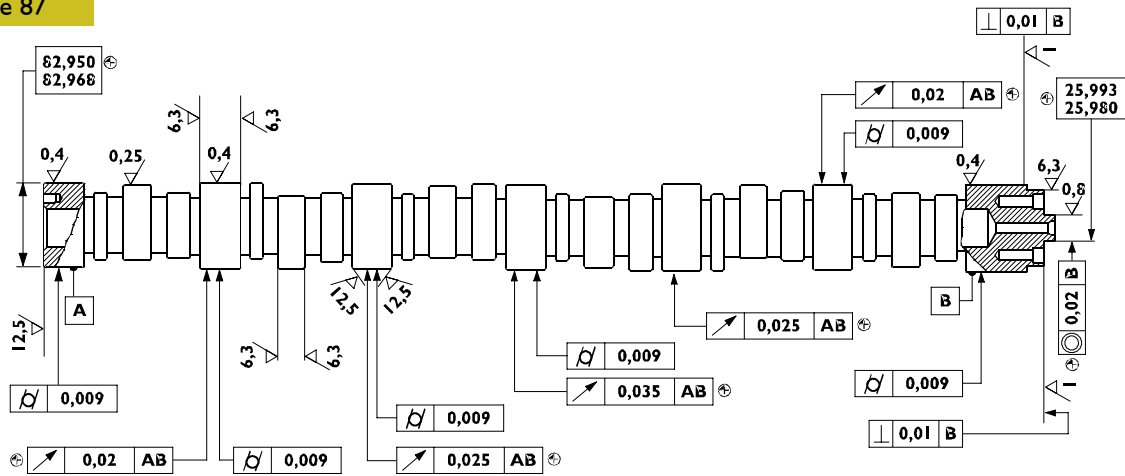 e 87
⟂ 0,01 B
82,950
82,968
25,993
25,980
↗ 0,02 AB
⌭ 0,009
6,3
6,3
0,4
0,25
0,4
0,4
6,3
0,8
1
A
B
12,5
12,5
12,5
6,3
6,3
↗ 0,025 AB
◎ 0,02 B
⌭ 0,009
↗ 0,035 AB
⌭ 0,009
1
⌭ 0,009
⌭ 0,009
⟂ 0,01 B
↗ 0,02 AB
⌭ 0,009
↗ 0,025 AB